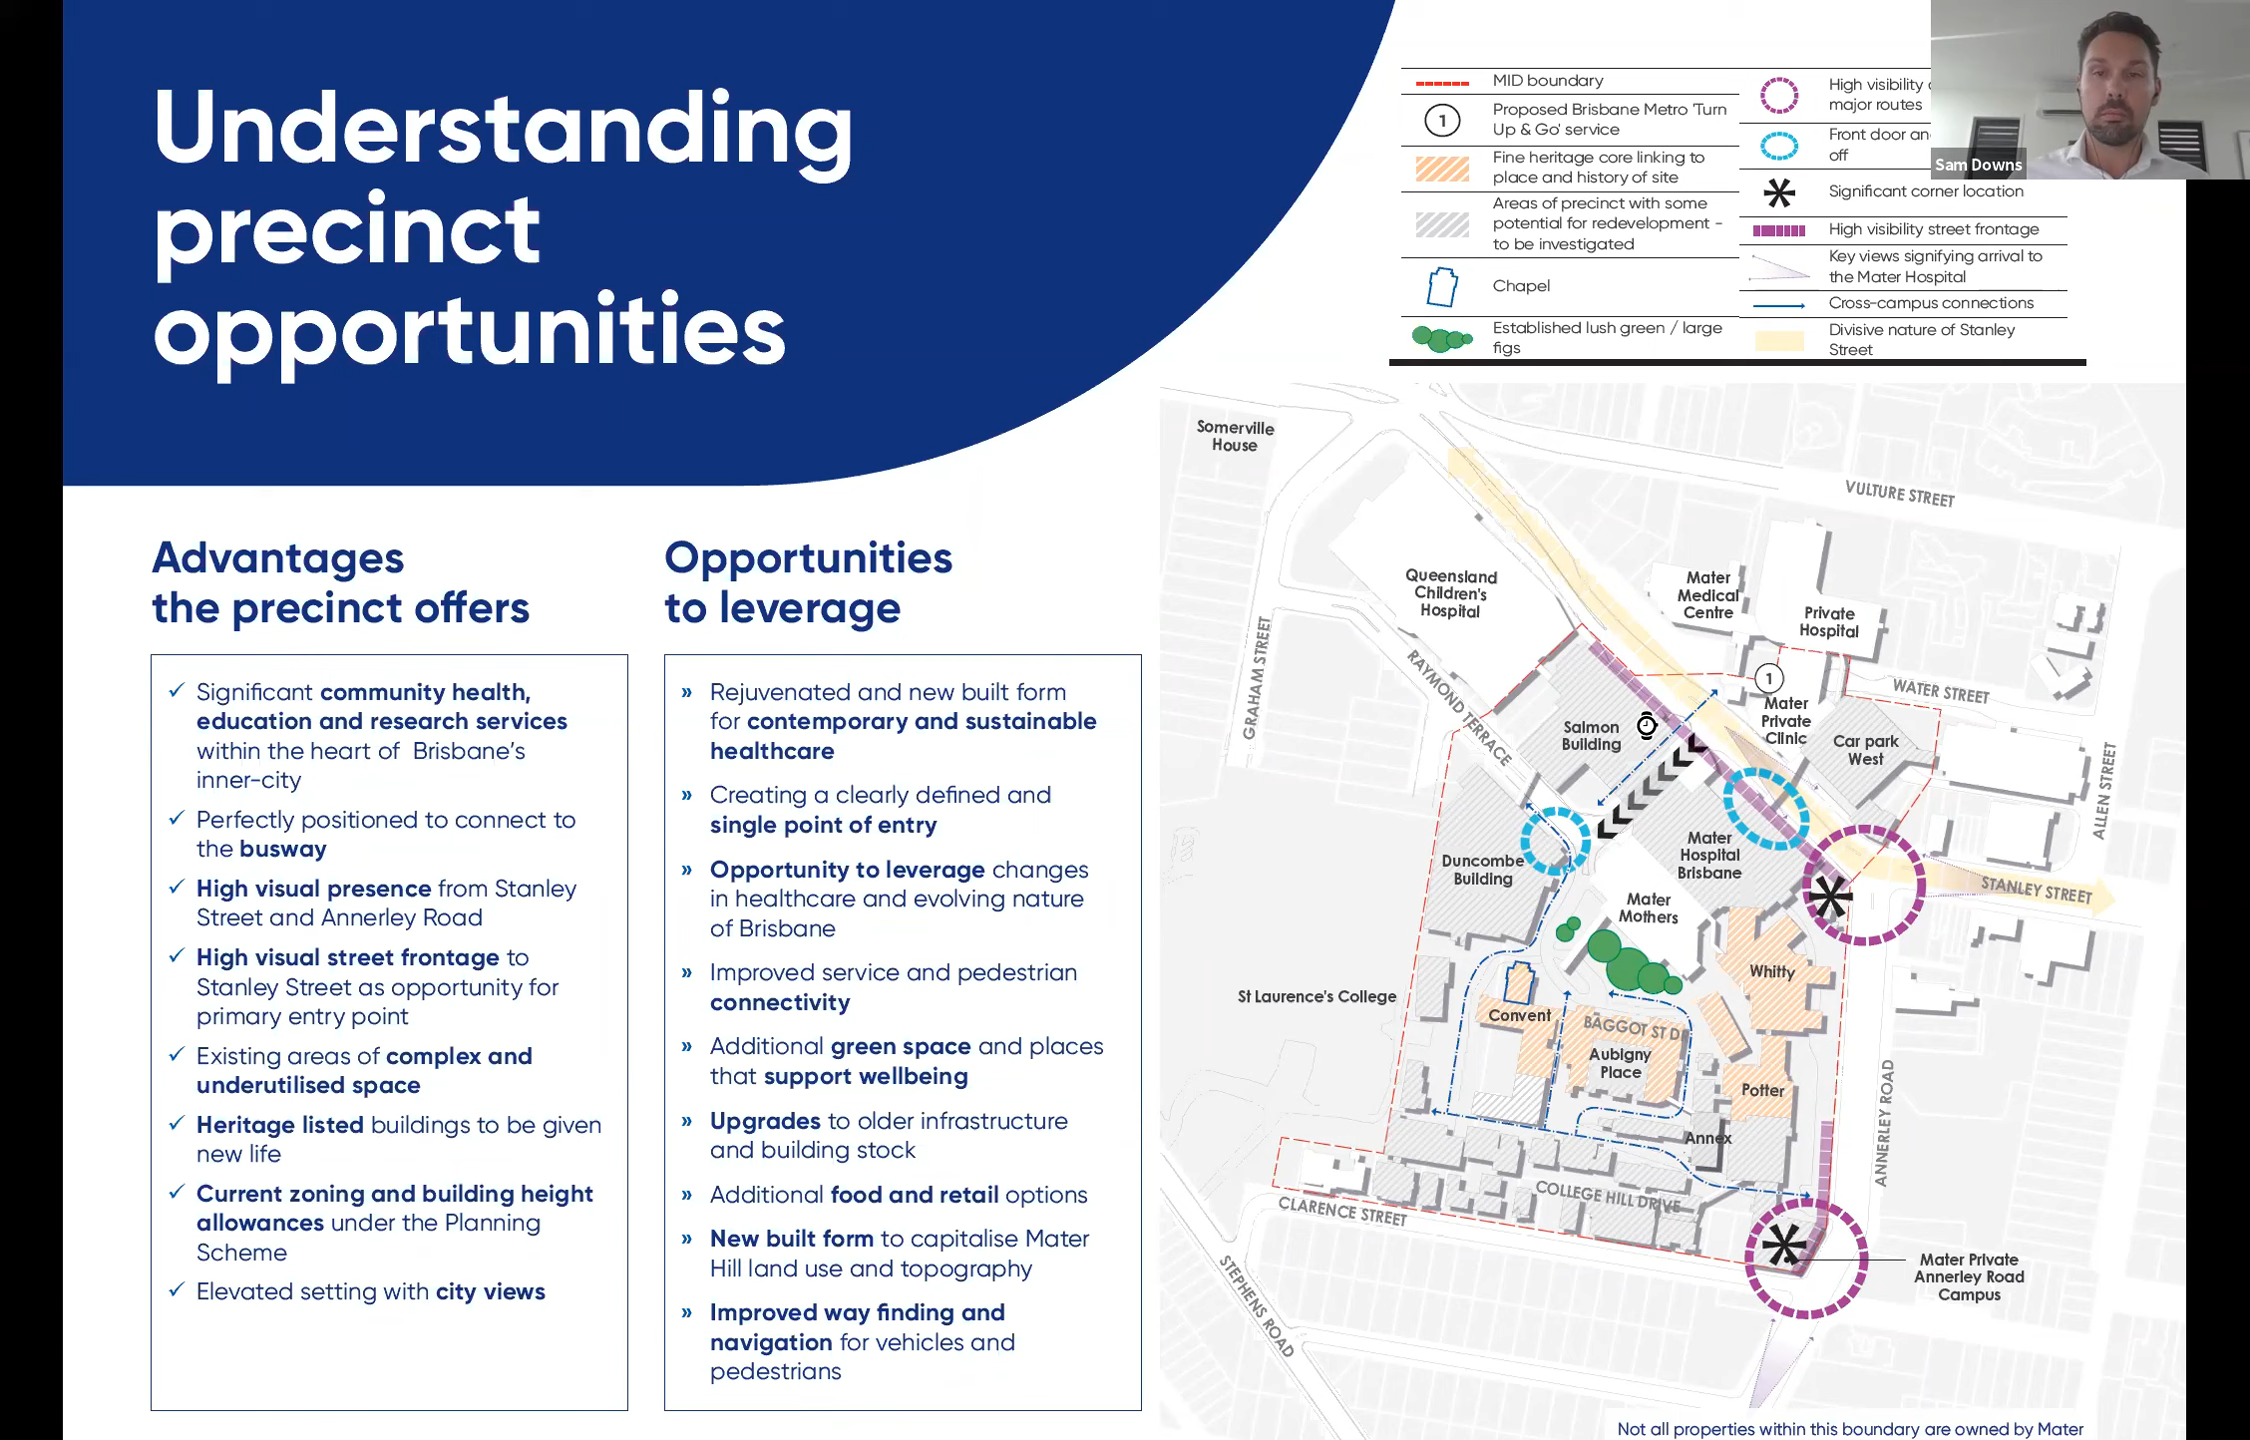 Understanding
precinct
opportunities
MID boundary
Proposed Brisbane Metro 'Turn
Up & Go' service
Fine heritage core linking to
place and history of site
Areas of precinct with some
potential for redevelopment -
to be investigated
Chapel
Established lush green / large
figs
High visibility
major routes
Front door an
off
Significant corner location
High visibility street frontage
Key views signifying arrival to
the Mater Hospital
Cross-campus connections
Divisive nature of Stanley
Street
1
Sam Downs
Advantages
the precinct offers
✓ Significant community health,
education and research services
within the heart of Brisbane's
inner-city
✓ Perfectly positioned to connect to
the busway
✓ High visual presence from Stanley
Street and Annerley Road
✓ High visual street frontage to
Stanley Street as opportunity for
primary entry point
✓ Existing areas of complex and
underutilised space
✓ Heritage listed buildings to be given
new life
✓ Current zoning and building height
allowances under the Planning
Scheme
✓ Elevated setting with city views
Opportunities
to leverage
» Rejuvenated and new built form
for contemporary and sustainable
healthcare
» Creating a clearly defined and
single point of entry
» Opportunity to leverage changes
in healthcare and evolving nature
of Brisbane
» Improved service and pedestrian
connectivity
» Additional green space and places
that support wellbeing
» Upgrades to older infrastructure
and building stock
» Additional food and retail options
» New built form to capitalise Mater
Hill land use and topography
» Improved way finding and
navigation for vehicles and
pedestrians
Somerville
House
VULTURE STREET
Queensland
Children's
Hospital
Mater
Medical
Centre
Private
Hospital
GRAHAM STREET
RAYMOND TERRACE
1
WATER STREET
Salmon
Building
Mater
Private
Clinic
Car park
West
ALLEN STREET
Duncombe
Building
Mater
Hospital
Brisbane
STANLEY STREET
Mater
Mothers
Whitty
St Laurence's College
Convent
BAGGOT ST D
Aubigny
Place
Potter
Annex
ANNERLEY ROAD
COLLEGE HILL DRIVE
CLARENCE STREET
STEPHENS ROAD
Mater Private
Annerley Road
Campus
Not all properties within this boundary are owned by Mater